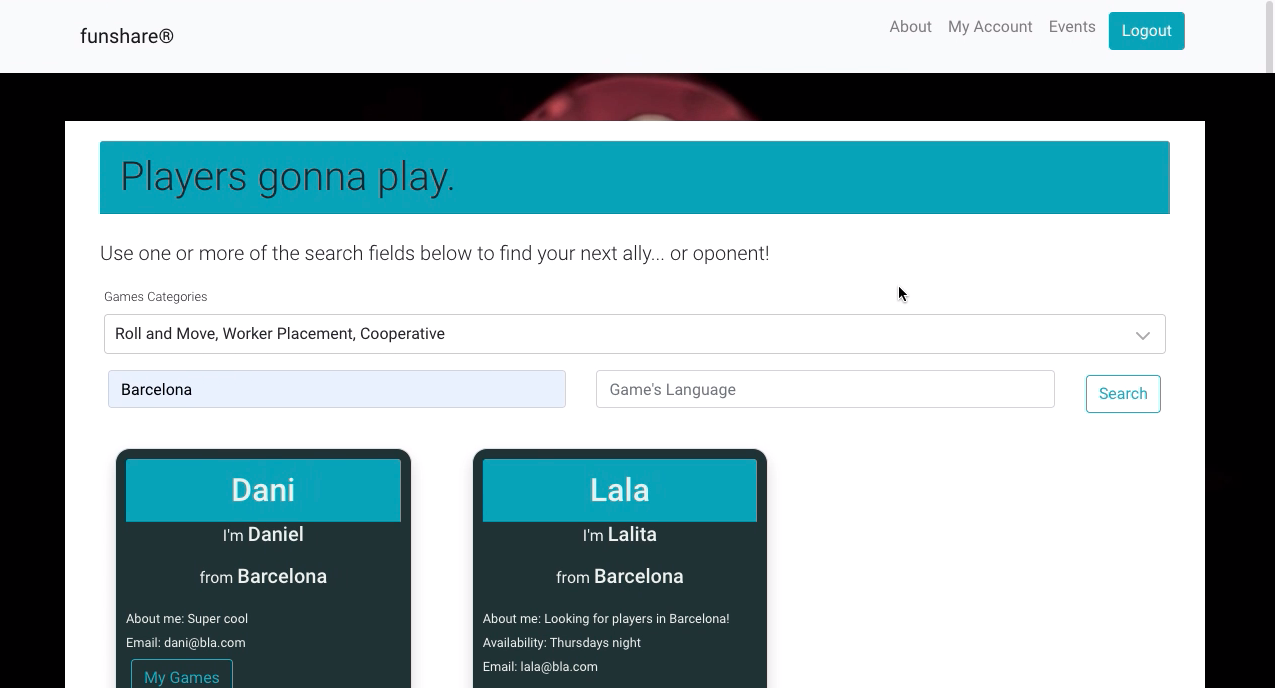 funshare®
About My Account Events Logout
Players gonna play.
Use one or more of the search fields below to find your next ally... or oponent!
Games Categories
Roll and Move, Worker Placement, Cooperative
Barcelona
Game's Language
Search
Dani
I'm Daniel
from Barcelona
About me: Super cool
Email: dani@bla.com
My Games
Lala
I'm Lalita
from Barcelona
About me: Looking for players in Barcelona!
Availability: Thursdays night
Email: lala@bla.com